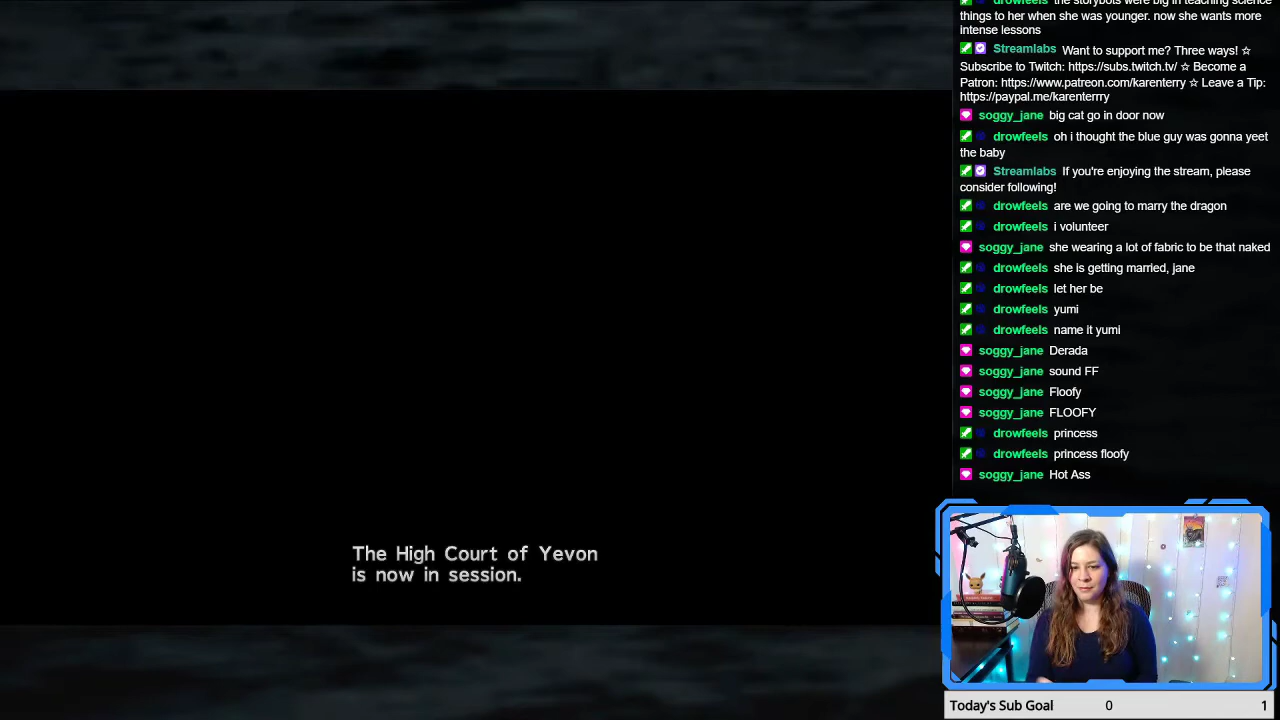 drowfeels the storybots were big in teaching science
things to her when she was younger. now she wants more
intense lessons
Streamlabs Want to support me? Three ways! ☆
Subscribe to Twitch: https://subs.twitch.tv/ ☆ Become a
Patron: https://www.patreon.com/karenterry ☆ Leave a Tip:
https://paypal.me/karenterrry
soggy_jane big cat go in door now
drowfeels oh i thought the blue guy was gonna yeet
the baby
Streamlabs If you're enjoying the stream, please
consider following!
drowfeels are we going to marry the dragon
drowfeels i volunteer
soggy_jane she wearing a lot of fabric to be that naked
drowfeels she is getting married, jane
drowfeels let her be
drowfeels yumi
drowfeels name it yumi
soggy_jane Derada
soggy_jane sound FF
soggy_jane Floofy
soggy_jane FLOOFY
drowfeels princess
drowfeels princess floofy
soggy_jane Hot Ass
The High Court of Yevon
is now in session.
Today's Sub Goal 0 1